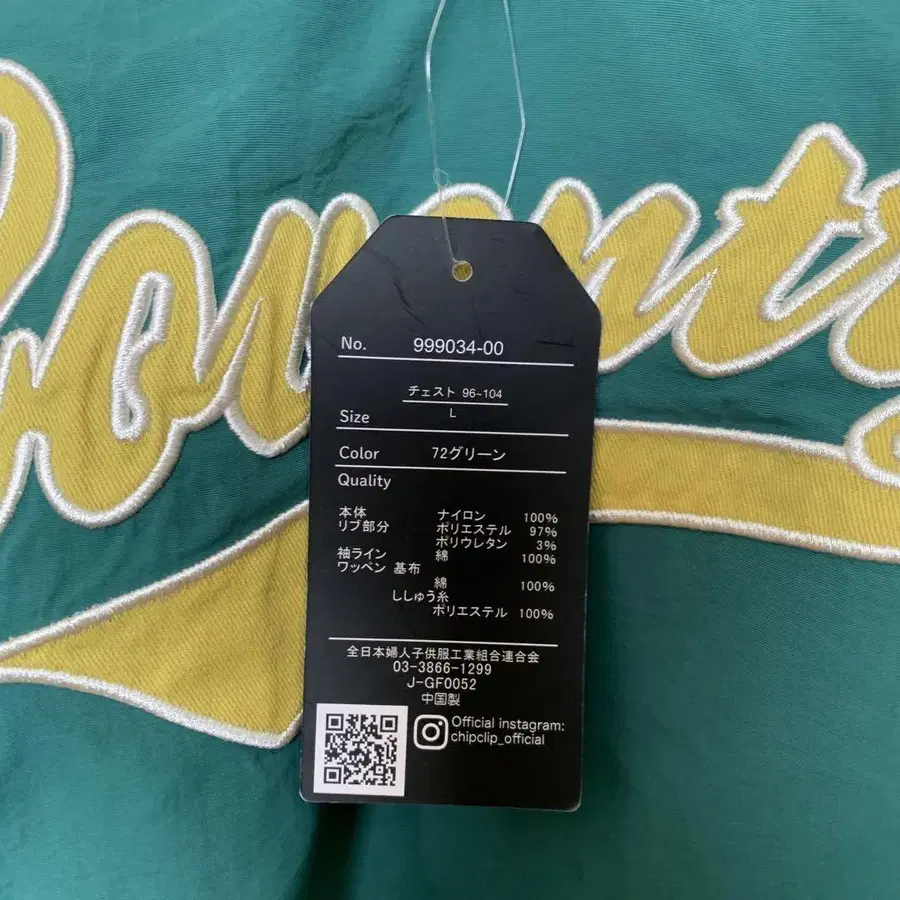 No. 999034-00
チェスト 96~104
Size L
Color 72グリーン
Quality
本体 ナイロン 100%
リブ部分 ポリエステル 97%
ポリウレタン 3%
袖ライン 綿 100%
ワッペン 基布
綿 100%
ししゅう糸
ポリエステル 100%
全日本婦人子供服工業組合連合会
03-3866-1299
J-GF0052
中国製
Official instagram:
chipclip_official